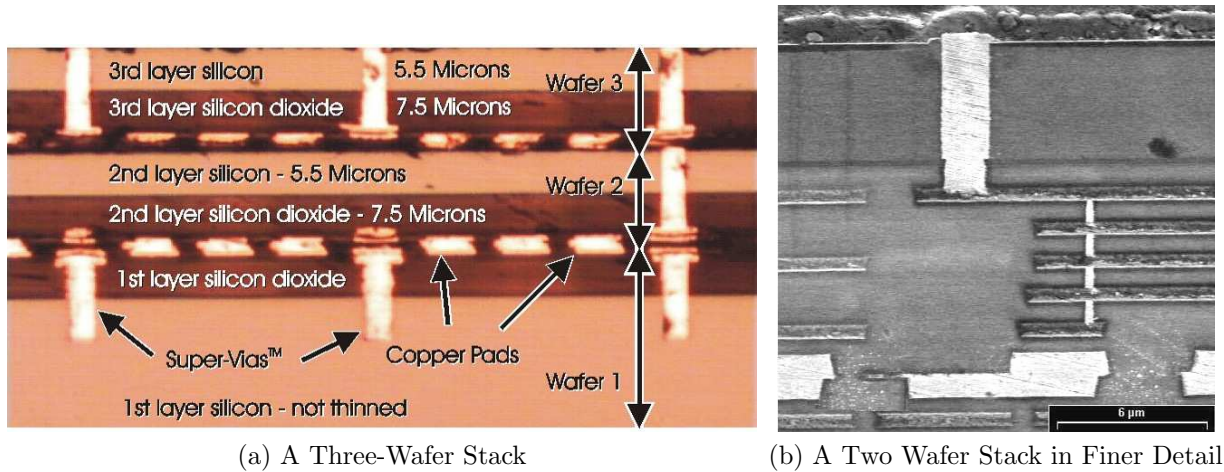 3rd layer silicon
5.5 Microns
3rd layer silicon dioxide
7.5 Microns
Wafer 3
2nd layer silicon - 5.5 Microns
2nd layer silicon dioxide - 7.5 Microns
Wafer 2
1st layer silicon dioxide
Super-Vias™
Copper Pads
Wafer 1
1st layer silicon - not thinned
6 µm
(a) A Three-Wafer Stack
(b) A Two Wafer Stack in Finer Detail